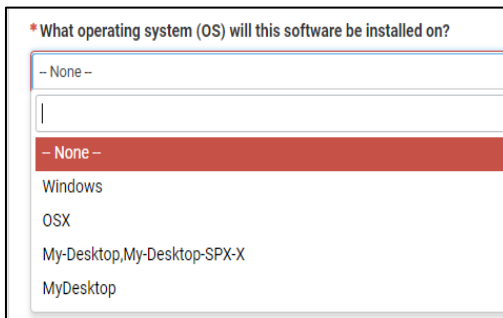 * What operating system (OS) will this software be installed on?
-- None --
-- None --
Windows
OSX
My-Desktop,My-Desktop-SPX-X
MyDesktop